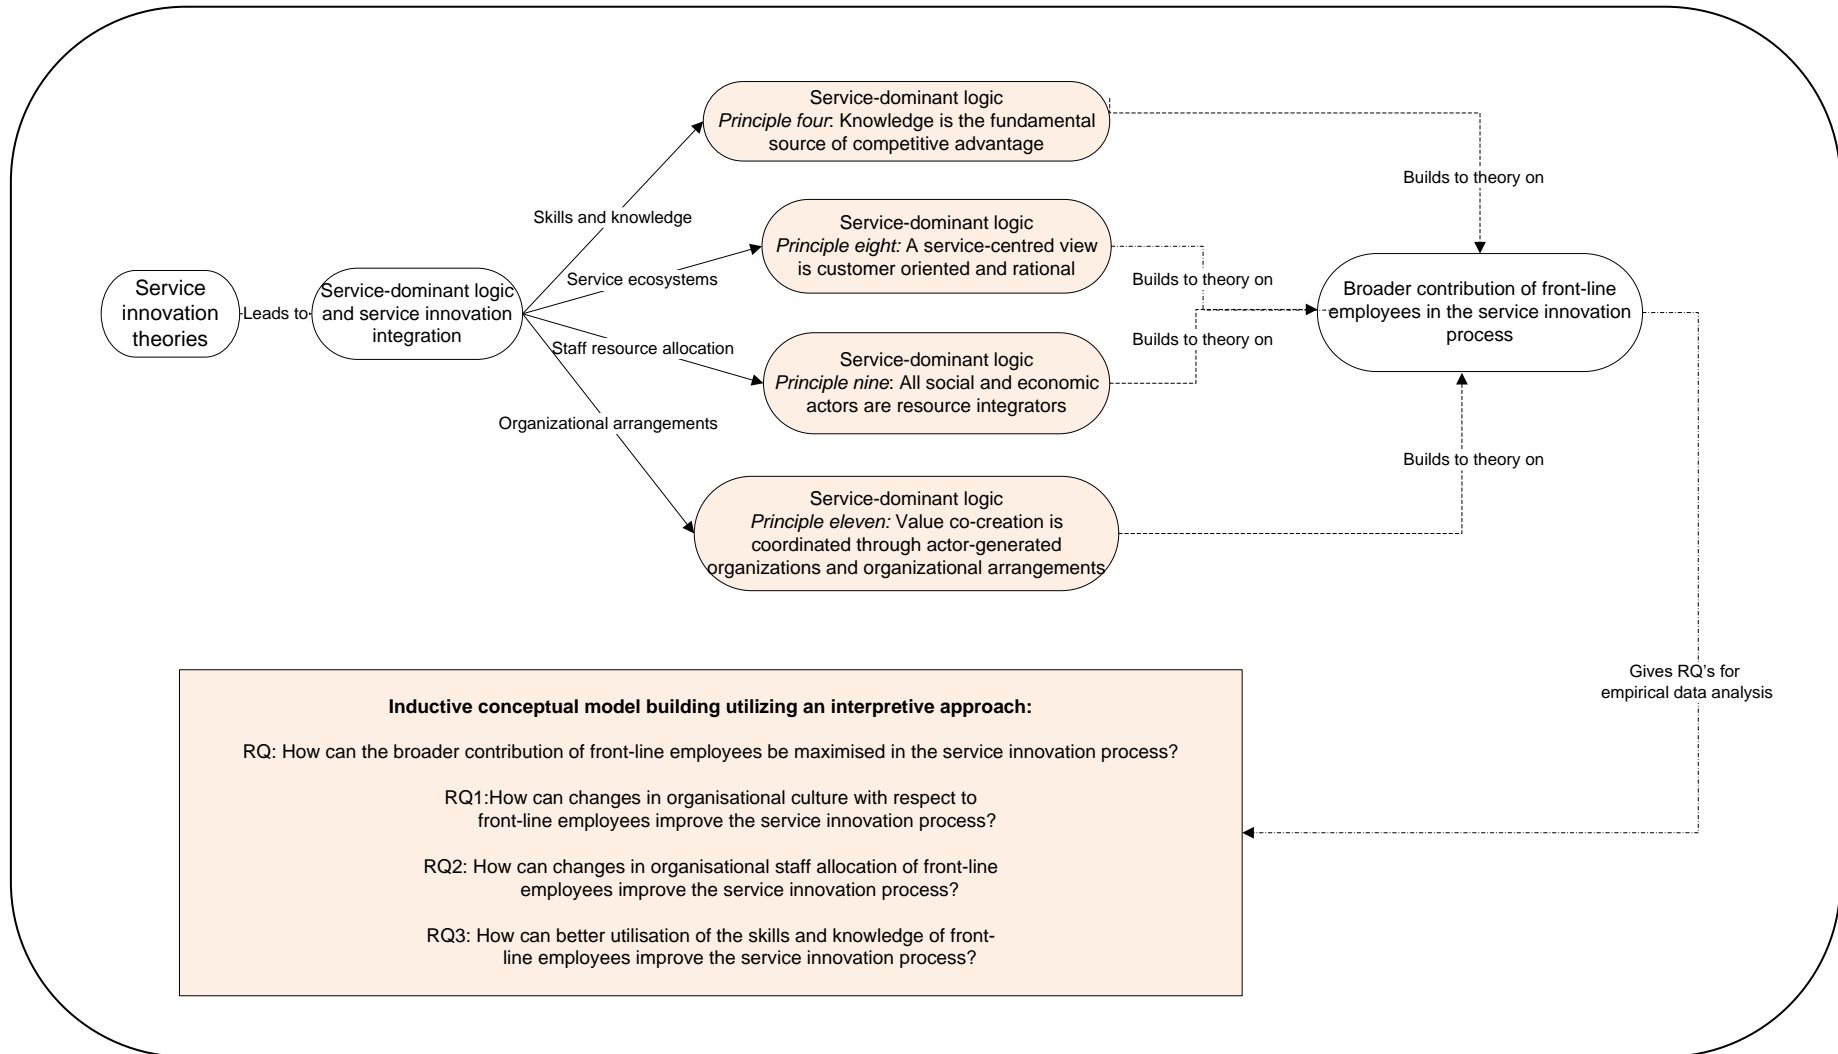 Service
innovation
theories
Leads to
Service-dominant logic
and service innovation
integration
Skills and knowledge
Service ecosystems
Staff resource allocation
Organizational arrangements
Service-dominant logic
Principle four: Knowledge is the fundamental
source of competitive advantage
Service-dominant logic
Principle eight: A service-centred view
is customer oriented and rational
Service-dominant logic
Principle nine: All social and economic
actors are resource integrators
Service-dominant logic
Principle eleven: Value co-creation is
coordinated through actor-generated
organizations and organizational arrangements
Builds to theory on
Builds to theory on
Builds to theory on
Builds to theory on
Broader contribution of front-line
employees in the service innovation
process
Gives RQ's for
empirical data analysis
Inductive conceptual model building utilizing an interpretive approach:
RQ: How can the broader contribution of front-line employees be maximised in the service innovation process?
RQ1:How can changes in organisational culture with respect to
front-line employees improve the service innovation process?
RQ2: How can changes in organisational staff allocation of front-line
employees improve the service innovation process?
RQ3: How can better utilisation of the skills and knowledge of front-
line employees improve the service innovation process?